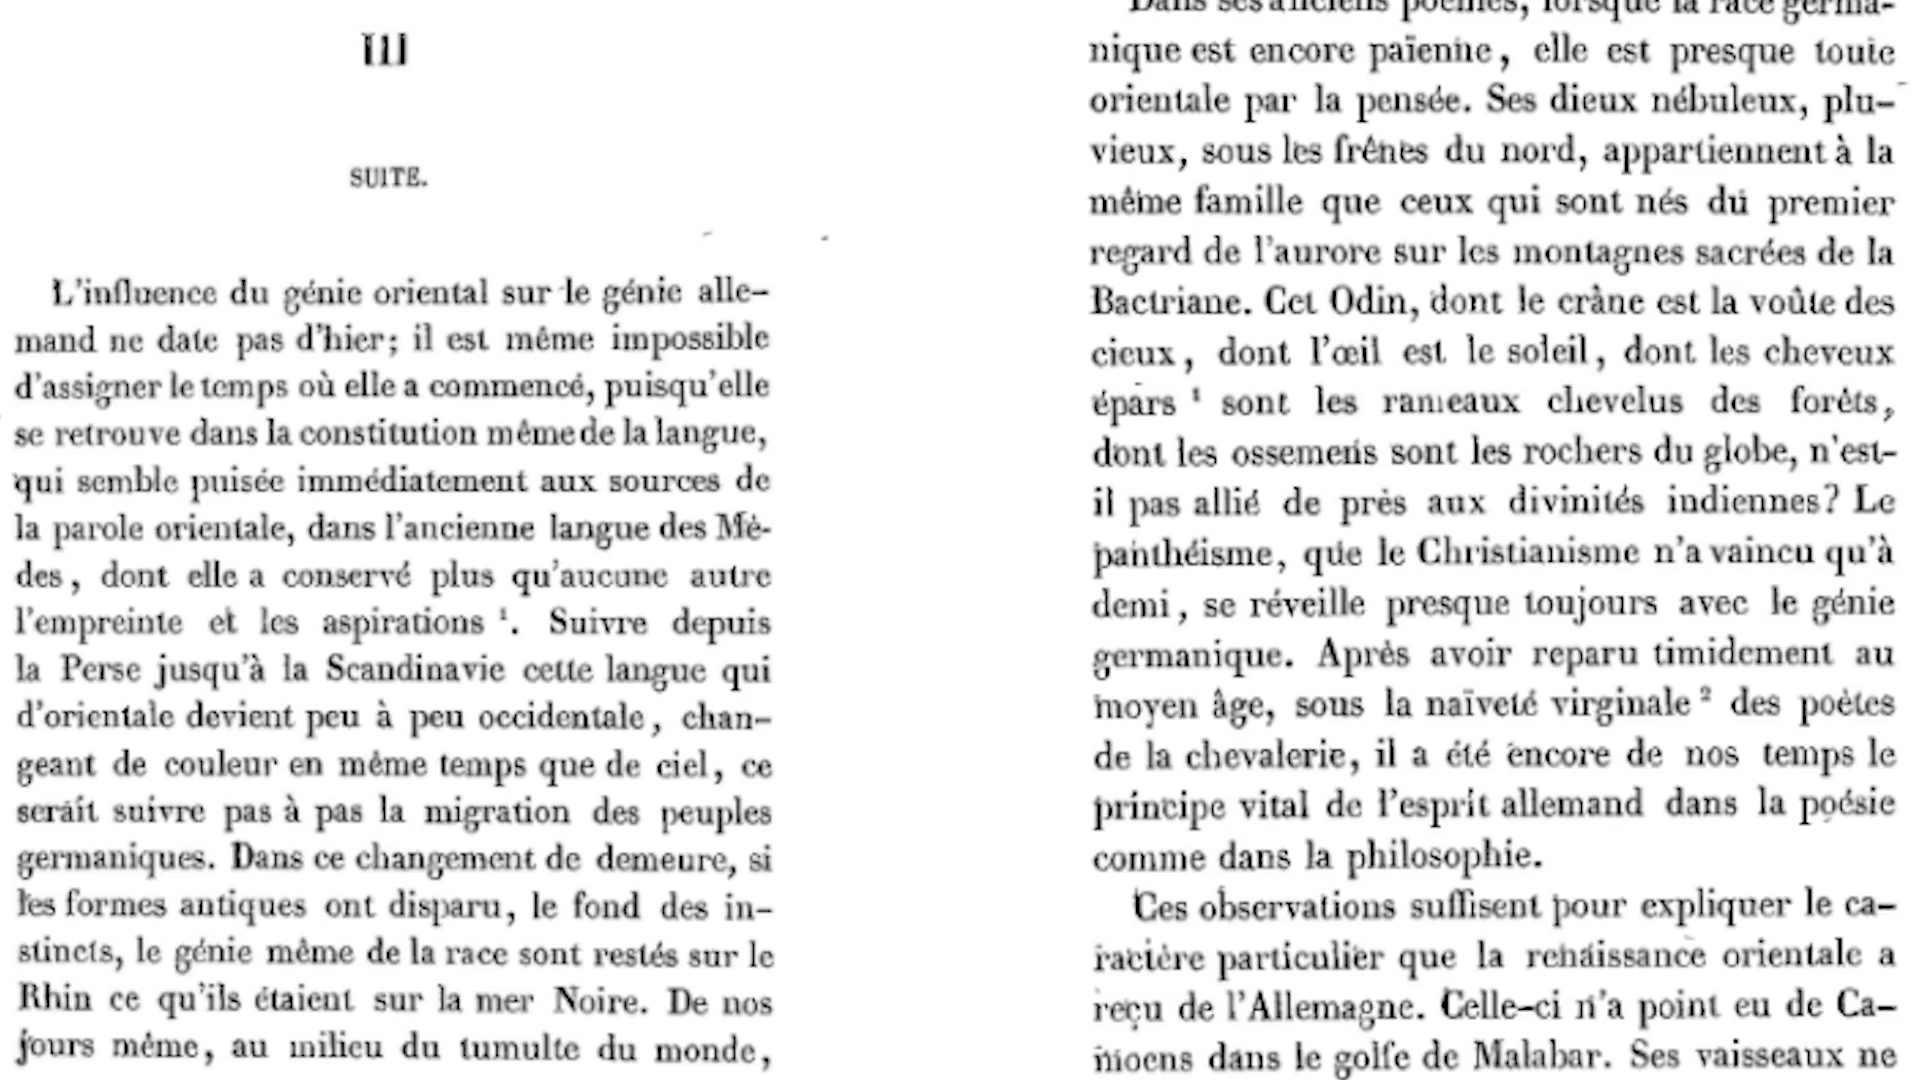 III
SUITE.
L'influence du génie oriental sur le génie alle-
mand ne date pas d'hier; il est même impossible
d'assigner le temps où elle a commencé, puisqu'elle
se retrouve dans la constitution même de la langue,
qui semble puisée immédiatement aux sources de
la parole orientale, dans l'ancienne langue des Mè-
des, dont elle a conservé plus qu'aucune autre
l'empreinte et les aspirations ¹. Suivre depuis
la Perse jusqu'à la Scandinavie cette langue qui
d'orientale devient peu à peu occidentale, chan-
geant de couleur en même temps que de ciel, ce
serait suivre pas à pas la migration des peuples
germaniques. Dans ce changement de demeure, si
les formes antiques ont disparu, le fond des in-
stincts, le génie même de la race sont restés sur le
Rhin ce qu'ils étaient sur la mer Noire. De nos
jours même, au milieu du tumulte du monde,
Dans ses anciens poèmes, lorsque la race germa-
nique est encore païenne, elle est presque toute
orientale par la pensée. Ses dieux nébuleux, plu-
vieux, sous les frênes du nord, appartiennent à la
même famille que ceux qui sont nés du premier
regard de l'aurore sur les montagnes sacrées de la
Bactriane. Cet Odin, dont le crâne est la voûte des
cieux, dont l'œil est le soleil, dont les cheveux
épars ¹ sont les rameaux chevelus des forêts,
dont les ossemens sont les rochers du globe, n'est-
il pas allié de près aux divinités indiennes? Le
panthéisme, que le Christianisme n'a vaincu qu'à
demi, se réveille presque toujours avec le génie
germanique. Après avoir reparu timidement au
moyen âge, sous la naïveté virginale ² des poètes
de la chevalerie, il a été encore de nos temps le
principe vital de l'esprit allemand dans la poésie
comme dans la philosophie.
Ces observations suffisent pour expliquer le ca-
ractère particulier que la renaissance orientale a
reçu de l'Allemagne. Celle-ci n'a point eu de Ca-
moens dans le golfe de Malabar. Ses vaisseaux ne